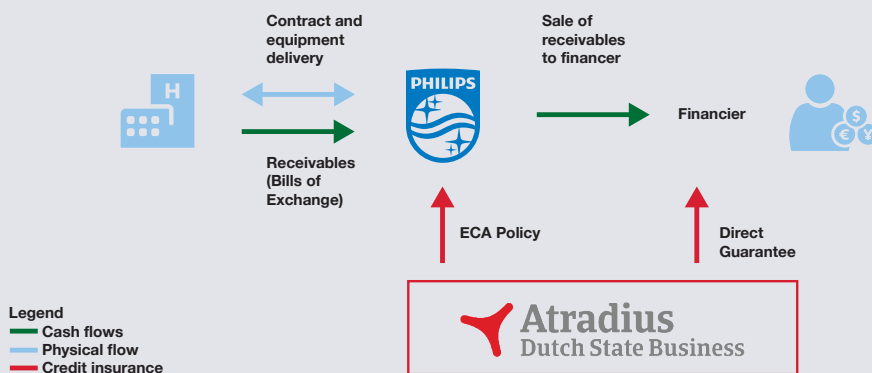 Contract and
equipment
delivery
Sale of
receivables
to financer
H
PHILIPS
Financier
$
€
¥
Receivables
(Bills of
Exchange)
ECA Policy
Direct
Guarantee
Legend
Cash flows
Physical flow
Credit insurance
Atradius
Dutch State Business